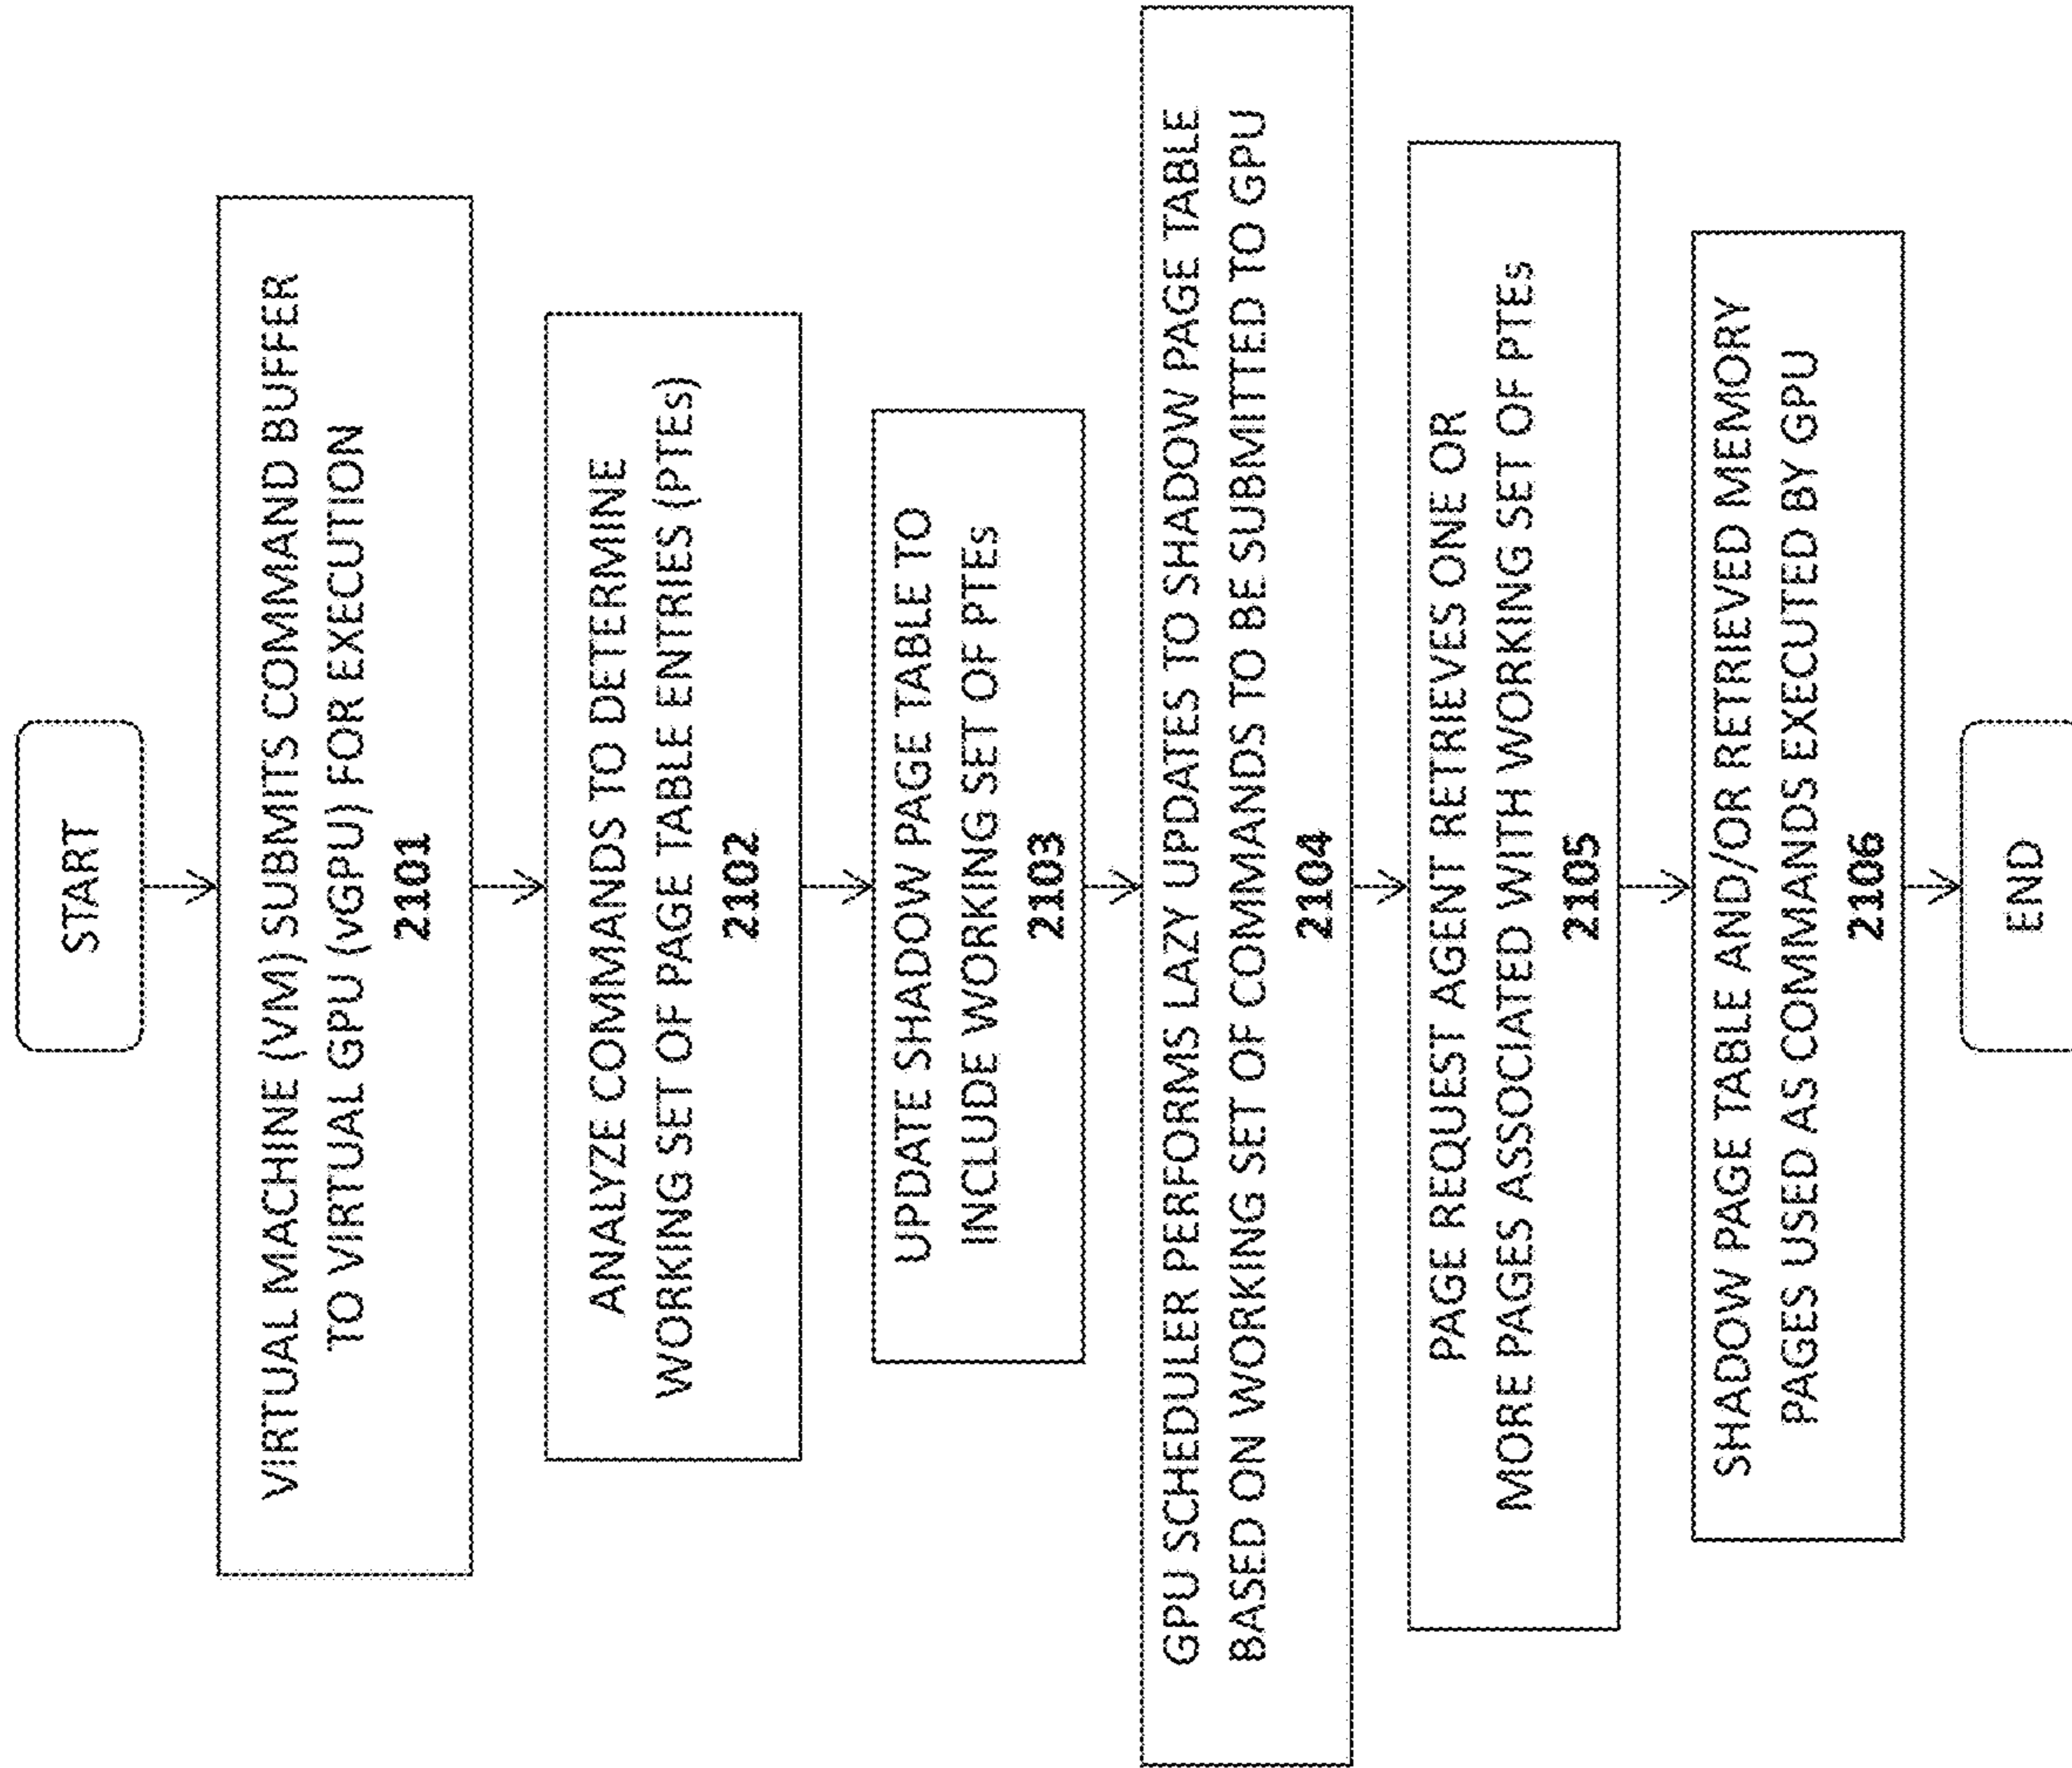 START
VIRTUAL MACHINE (VM) SUBMITS COMMAND BUFFER
TO VIRTUAL GPU (vGPU) FOR EXECUTION
2101
ANALYZE COMMANDS TO DETERMINE
WORKING SET OF PAGE TABLE ENTRIES (PTEs)
2102
UPDATE SHADOW PAGE TABLE TO
INCLUDE WORKING SET OF PTEs
2103
GPU SCHEDULER PERFORMS LAZY UPDATES TO SHADOW PAGE TABLE
BASED ON WORKING SET OF COMMANDS TO BE SUBMITTED TO GPU
2104
PAGE REQUEST AGENT RETRIEVES ONE OR
MORE PAGES ASSOCIATED WITH WORKING SET OF PTEs
2105
SHADOW PAGE TABLE AND/OR RETRIEVED MEMORY
PAGES USED AS COMMANDS EXECUTED BY GPU
2106
END